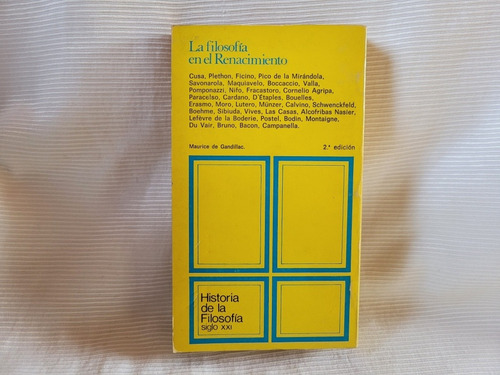 La filosofía
en el Renacimiento
Cusa, Plethon, Ficino, Pico de la Mirándola,
Savonarola, Maquiavelo, Boccaccio, Valla,
Pomponazzi, Nifo, Fracastoro, Cornelio Agripa,
Paracelso, Cardano, D'Etaples, Bouelles,
Erasmo, Moro, Lutero, Münzer, Calvino, Schwenckfeld,
Boehme, Sibiuda, Vives, Las Casas, Alcofribas Nasier,
Lefèvre de la Boderie, Postel, Bodin, Montaigne,
Du Vair, Bruno, Bacon, Campanella.
Maurice de Gandillac. 2.ª edición
Historia
de la
Filosofía
siglo XXI